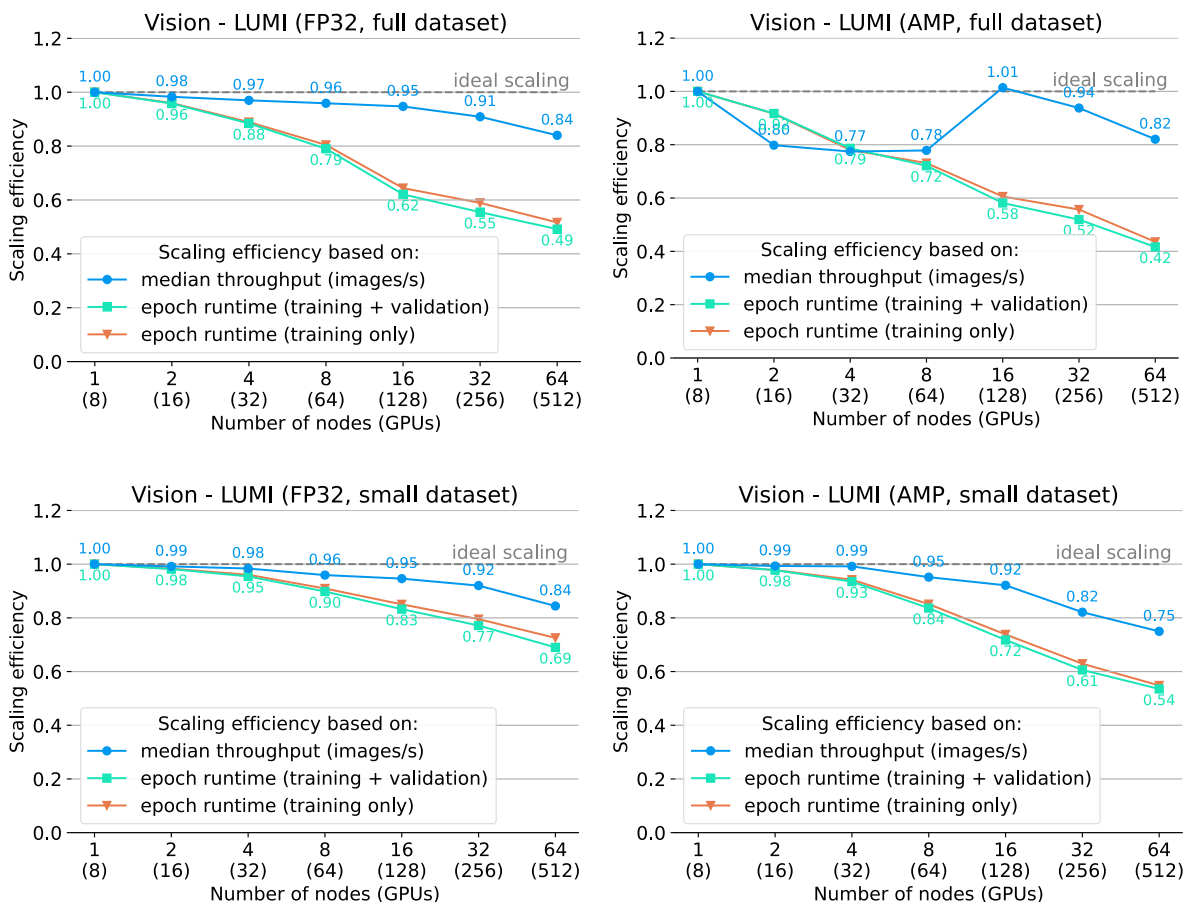 Vision - LUMI (FP32, full dataset)
1.2
1.0
0.8
0.6
0.4
0.2
0.0
Scaling efficiency
ideal scaling
1.00
0.98
0.97
0.96
0.95
0.91
0.84
1.00
0.96
0.88
0.79
0.62
0.55
0.49
Scaling efficiency based on:
median throughput (images/s)
epoch runtime (training + validation)
epoch runtime (training only)
1 2 4 8 16 32 64
(8) (16) (32) (64) (128) (256) (512)
Number of nodes (GPUs)
Vision - LUMI (AMP, full dataset)
1.2
1.0
0.8
0.6
0.4
0.2
0.0
Scaling efficiency
ideal scaling
1.00
0.80
0.77
0.78
1.01
0.94
0.82
1.00
0.79
0.72
0.58
0.52
0.42
Scaling efficiency based on:
median throughput (images/s)
epoch runtime (training + validation)
epoch runtime (training only)
1 2 4 8 16 32 64
(8) (16) (32) (64) (128) (256) (512)
Number of nodes (GPUs)
Vision - LUMI (FP32, small dataset)
1.2
1.0
0.8
0.6
0.4
0.2
0.0
Scaling efficiency
ideal scaling
1.00
0.99
0.98
0.96
0.95
0.92
0.84
1.00
0.98
0.95
0.90
0.83
0.77
0.69
Scaling efficiency based on:
median throughput (images/s)
epoch runtime (training + validation)
epoch runtime (training only)
1 2 4 8 16 32 64
(8) (16) (32) (64) (128) (256) (512)
Number of nodes (GPUs)
Vision - LUMI (AMP, small dataset)
1.2
1.0
0.8
0.6
0.4
0.2
0.0
Scaling efficiency
ideal scaling
1.00
0.99
0.99
0.95
0.92
0.82
0.75
1.00
0.98
0.93
0.84
0.72
0.61
0.54
Scaling efficiency based on:
median throughput (images/s)
epoch runtime (training + validation)
epoch runtime (training only)
1 2 4 8 16 32 64
(8) (16) (32) (64) (128) (256) (512)
Number of nodes (GPUs)